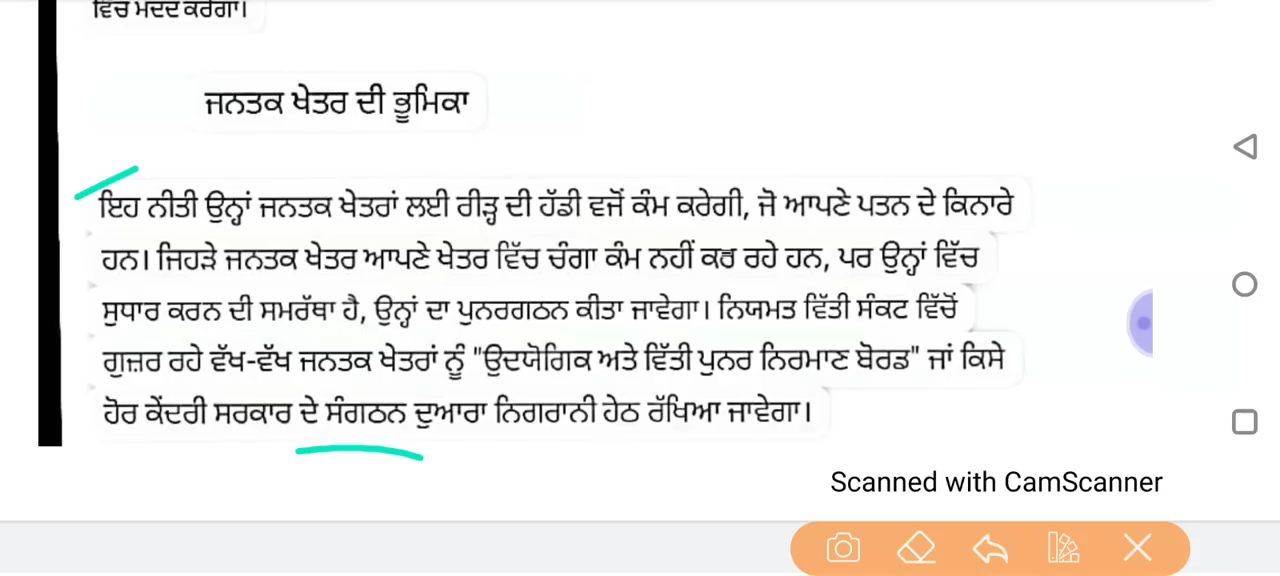 ਵਿੱਚ ਮਦਦ ਕਰੇਗਾ।
ਜਨਤਕ ਖੇਤਰ ਦੀ ਭੂਮਿਕਾ
ਇਹ ਨੀਤੀ ਉਨ੍ਹਾਂ ਜਨਤਕ ਖੇਤਰਾਂ ਲਈ ਰੀੜ੍ਹ ਦੀ ਹੱਡੀ ਵਜੋਂ ਕੰਮ ਕਰੇਗੀ, ਜੋ ਆਪਣੇ ਪਤਨ ਦੇ ਕਿਨਾਰੇ
ਹਨ। ਜਿਹੜੇ ਜਨਤਕ ਖੇਤਰ ਆਪਣੇ ਖੇਤਰ ਵਿੱਚ ਚੰਗਾ ਕੰਮ ਨਹੀਂ ਕਰ ਰਹੇ ਹਨ, ਪਰ ਉਨ੍ਹਾਂ ਵਿੱਚ
ਸੁਧਾਰ ਕਰਨ ਦੀ ਸਮਰੱਥਾ ਹੈ, ਉਨ੍ਹਾਂ ਦਾ ਪੁਨਰਗਠਨ ਕੀਤਾ ਜਾਵੇਗਾ। ਨਿਯਮਤ ਵਿੱਤੀ ਸੰਕਟ ਵਿੱਚੋਂ
ਗੁਜ਼ਰ ਰਹੇ ਵੱਖ-ਵੱਖ ਜਨਤਕ ਖੇਤਰਾਂ ਨੂੰ "ਉਦਯੋਗਿਕ ਅਤੇ ਵਿੱਤੀ ਪੁਨਰ ਨਿਰਮਾਣ ਬੋਰਡ" ਜਾਂ ਕਿਸੇ
ਹੋਰ ਕੇਂਦਰੀ ਸਰਕਾਰ ਦੇ ਸੰਗਠਨ ਦੁਆਰਾ ਨਿਗਰਾਨੀ ਹੇਠ ਰੱਖਿਆ ਜਾਵੇਗਾ।
Scanned with CamScanner